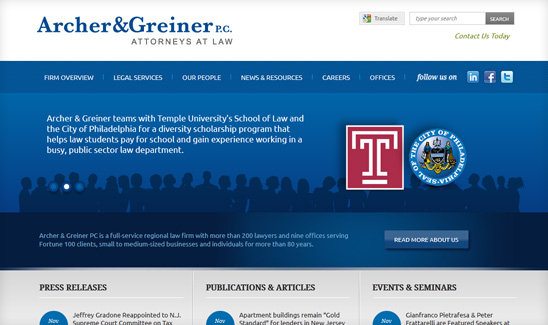 Archer&Greiner P.C.
ATTORNEYS AT LAW
Translate
type your search
SEARCH
Contact Us Today
FIRM OVERVIEW
LEGAL SERVICES
OUR PEOPLE
NEWS & RESOURCES
CAREERS
OFFICES
follow us on
Archer & Greiner teams with Temple University's School of Law and
the City of Philadelphia for a diversity scholarship program that
helps law students pay for school and gain experience working in a
busy, public sector law department.
SEAL OF THE CITY OF PHILADELPHIA
Archer & Greiner PC is a full-service regional law firm with more than 200 lawyers and nine offices serving
Fortune 100 clients, small to medium-sized businesses and individuals for more than 80 years.
READ MORE ABOUT US
PRESS RELEASES
PUBLICATIONS & ARTICLES
EVENTS & SEMINARS
Nov
Jeffrey Gradone Reappointed to N.J.
Supreme Court Committee on Tax
Nov
Apartment buildings remain "Gold
Standard" for lenders in New Jersey
Nov
Gianfranco Pietrafesa & Peter
Frattarelli are Featured Speakers at